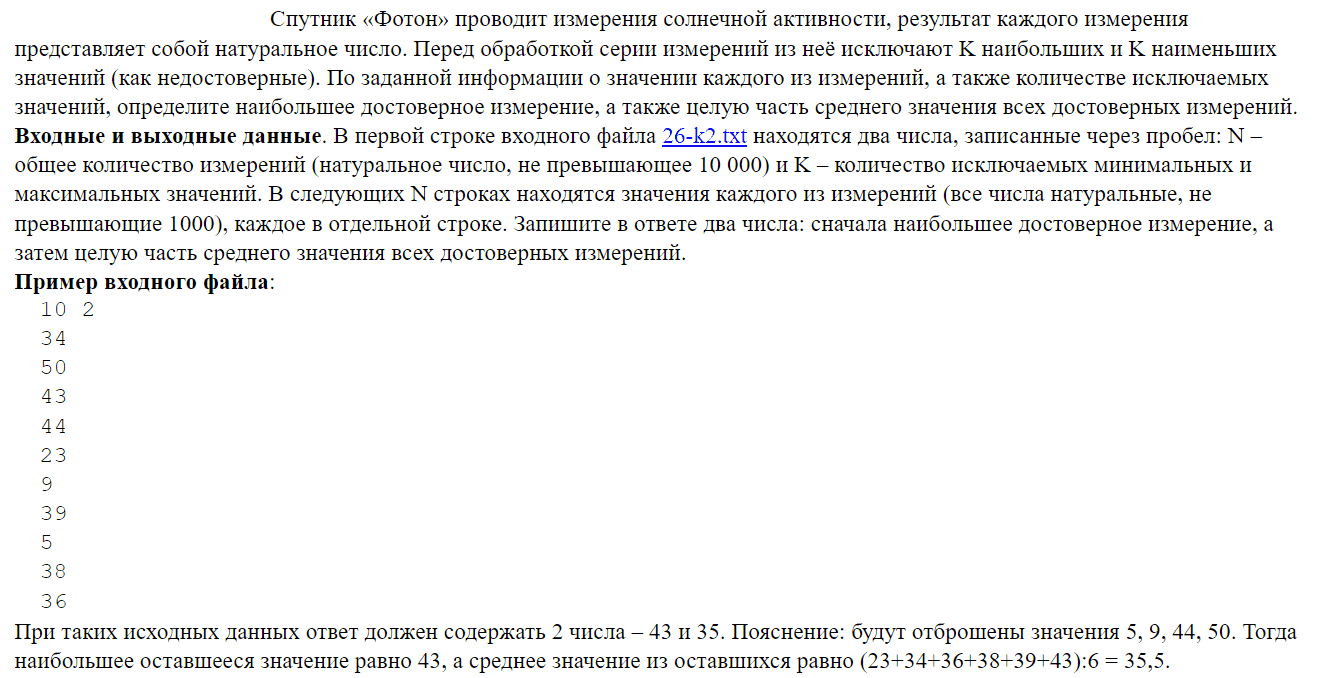 Спутник «Фотон» проводит измерения солнечной активности, результат каждого измерения
представляет собой натуральное число. Перед обработкой серии измерений из неё исключают K наибольших и K наименьших
значений (как недостоверные). По заданной информации о значении каждого из измерений, а также количестве исключаемых
значений, определите наибольшее достоверное измерение, а также целую часть среднего значения всех достоверных измерений.
Входные и выходные данные. В первой строке входного файла 26-k2.txt находятся два числа, записанные через пробел: N –
общее количество измерений (натуральное число, не превышающее 10 000) и K – количество исключаемых минимальных и
максимальных значений. В следующих N строках находятся значения каждого из измерений (все числа натуральные, не
превышающие 1000), каждое в отдельной строке. Запишите в ответе два числа: сначала наибольшее достоверное измерение, а
затем целую часть среднего значения всех достоверных измерений.
Пример входного файла:
10 2
34
50
43
44
23
9
39
5
38
36
При таких исходных данных ответ должен содержать 2 числа – 43 и 35. Пояснение: будут отброшены значения 5, 9, 44, 50. Тогда
наибольшее оставшееся значение равно 43, а среднее значение из оставшихся равно (23+34+36+38+39+43):6 = 35,5.